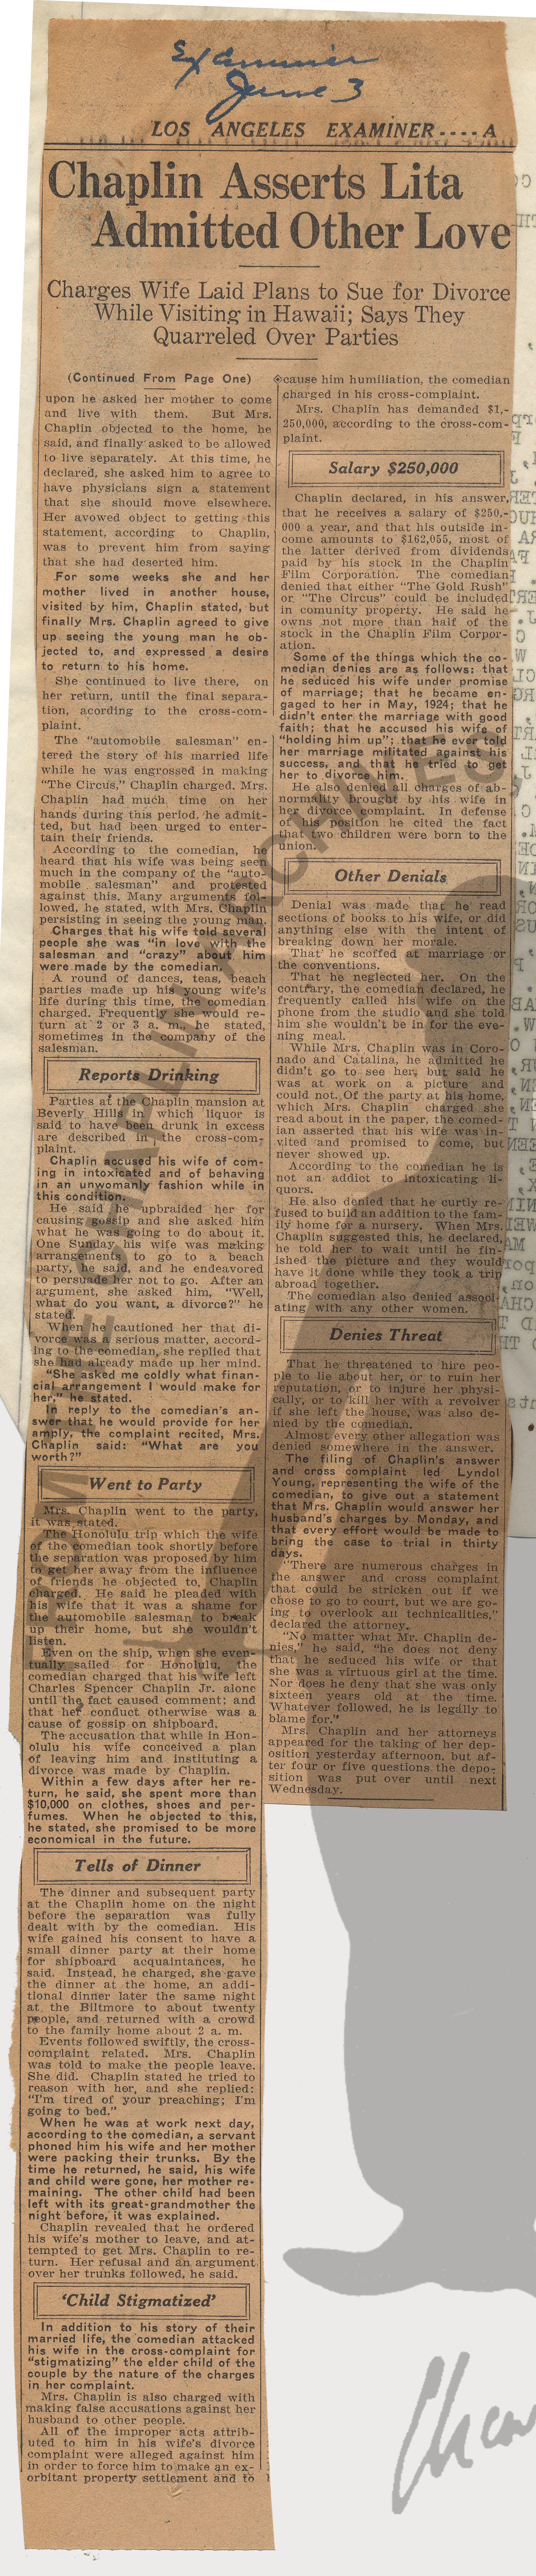 Examiner
June 3
LOS ANGELES EXAMINER----A
Chaplin Asserts Lita
Admitted Other Love
Charges Wife Laid Plans to Sue for Divorce
While Visiting in Hawaii; Says They
Quarreled Over Parties
(Continued From Page One)
upon he asked her mother to come
and live with them. But Mrs.
Chaplin objected to the home, he
said, and finally asked to be allowed
to live separately. At this time, he
declared, she asked him to agree to
have physicians sign a statement
that she should move elsewhere.
Her avowed object to getting this
statement, according to Chaplin,
was to prevent him from saying
that she had deserted him.
For some weeks she and her
mother lived in another house,
visited by him, Chaplin stated, but
finally Mrs. Chaplin agreed to give
up seeing the young man he ob-
jected to, and expressed a desire
to return to his home.
She continued to live there, on
her return, until the final separa-
tion, acording to the cross-com-
plaint.
The "automobile salesman" en-
tered the story of his married life
while he was engrossed in making
"The Circus," Chaplin charged. Mrs.
Chaplin had much time on her
hands during this period, he admit-
ted, but had been urged to enter-
tain their friends.
According to the comedian, he
heard that his wife was being seen
much in the company of the "auto-
mobile salesman" and protested
against this. Many arguments fol-
lowed, he stated, with Mrs. Chaplin
persisting in seeing the young man.
Charges that his wife told several
people she was "in love with the
salesman and "crazy" about him
were made by the comedian.
A round of dances, teas, beach
parties made up his young wife's
life during this time, the comedian
charged. Frequently she would re-
turn at 2 or 3 a. m., he stated,
sometimes in the company of the
salesman.
Reports Drinking
Parties at the Chaplin mansion at
Beverly Hills in which liquor is
said to have been drunk in excess
are described in the cross-com-
plaint.
Chaplin accused his wife of com-
ing in intoxicated and of behaving
in an unwomanly fashion while in
this condition.
He said he upbraided her for
causing gossip and she asked him
what he was going to do about it.
One Sunday his wife was making
arrangements to go to a beach
party, he said, and he endeavored
to persuade her not to go. After an
argument, she asked him, "Well,
what do you want, a divorce?" he
stated.
When he cautioned her that di-
vorce was a serious matter, accord-
ing to the comedian, she replied that
she had already made up her mind.
"She asked me coldly what finan-
cial arrangement I would make for
her," he stated.
In reply to the comedian's an-
swer that he would provide for her
amply, the complaint recited, Mrs.
Chaplin said: "What are you
worth?"
Went to Party
Mrs. Chaplin went to the party,
it was stated.
The Honolulu trip which the wife
of the comedian took shortly before
the separation was proposed by him
to get her away from the influence
of friends he objected to, Chaplin
charged. He said he pleaded with
his wife that it was a shame for
the automobile salesman to break
up their home, but she wouldn't
listen.
Even on the ship, when she even-
tually sailed for Honolulu, the
comedian charged that his wife left
Charles Spencer Chaplin Jr. alone
until the fact caused comment; and
that her conduct otherwise was a
cause of gossip on shipboard.
The accusation that while in Hon-
olulu his wife conceived a plan
of leaving him and instituting a
divorce was made by Chaplin.
Within a few days after her re-
turn, he said, she spent more than
$10,000 on clothes, shoes and per-
fumes. When he objected to this,
he stated, she promised to be more
economical in the future.
Tells of Dinner
The dinner and subsequent party
at the Chaplin home on the night
before the separation was fully
dealt with by the comedian. His
wife gained his consent to have a
small dinner party at their home
for shipboard acquaintances, he
said. Instead, he charged, she gave
the dinner at the home, an addi-
tional dinner later the same night
at the Biltmore to about twenty
people, and returned with a crowd
to the family home about 2 a. m.
Events followed swiftly, the cross-
complaint related. Mrs. Chaplin
was told to make the people leave.
She did. Chaplin stated he tried to
reason with her, and she replied:
"I'm tired of your preaching; I'm
going to bed."
When he was at work next day,
according to the comedian, a servant
phoned him his wife and her mother
were packing their trunks. By the
time he returned, he said, his wife
and child were gone, her mother re-
maining. The other child had been
left with its great-grandmother the
night before, it was explained.
Chaplin revealed that he ordered
his wife's mother to leave, and at-
tempted to get Mrs. Chaplin to re-
turn. Her refusal and an argument
over her trunks followed, he said.
'Child Stigmatized'
In addition to his story of their
married life, the comedian attacked
his wife in the cross-complaint for
"stigmatizing" the elder child of the
couple by the nature of the charges
in her complaint.
Mrs. Chaplin is also charged with
making false accusations against her
husband to other people.
All of the improper acts attrib-
uted to him in his wife's divorce
complaint were alleged against him
in order to force him to make an ex-
orbitant property settlement and to
cause him humiliation, the comedian
charged in his cross-complaint.
Mrs. Chaplin has demanded $1,-
250,000, according to the cross-com-
plaint.
Salary $250,000
Chaplin declared, in his answer,
that he receives a salary of $250,-
000 a year, and that his outside in-
come amounts to $162,055, most of
the latter derived from dividends
paid by his stock in the Chaplin
Film Corporation. The comedian
denied that either "The Gold Rush"
or "The Circus" could be included
in comunity property. He said he
owns not more than half of the
stock in the Chaplin Film Corpor-
ation.
Some of the things which the co-
median denies are as follows: that
he seduced his wife under promise
of marriage; that he became en-
gaged to her in May, 1924; that he
didn't enter the marriage with good
faith; that he accused his wife of
"holding him up"; that he ever told
her marriage militated against his
success, and that he tried to get
her to divorce him.
He also denied all charges of ab-
normality brought by his wife in
her divorce complaint. In defense
of his position he cited the fact
that two children were born to the
union.
Other Denials
Denial was made that he read
sections of books to his wife, or did
anything else with the intent of
breaking down her morale.
That he scoffed at marriage or
the conventions.
That he neglected her. On the
contrary, the comedian declared, he
frequently called his wife on the
phone from the studio and she told
him she wouldn't be in for the eve-
ning meal.
While Mrs. Chaplin was in Coro-
nado and Catalina, he admitted he
didn't go to see her, but said he
was at work on a picture and
could not. Of the party at his home,
which Mrs. Chaplin charged she
read about in the paper, the comed-
ian asserted that his wife was in-
vited and promised to come, but
never showed up.
According to the comedian he is
not an addict to intoxicating li-
quors.
He also denied that he curtly re-
fused to build an addition to the fam-
ily home for a nursery. When Mrs.
Chaplin suggested this, he declared,
he told her to wait until he fin-
ished the picture and they would
have it done while they took a trip
abroad together.
The comedian also denied associ-
ating with any other women.
Denies Threat
That he threatened to hire peo-
ple to lie about her, or to ruin her
reputation, or to injure her physi-
cally, or to kill her with a revolver
if she left the house, was also de-
nied by the comedian.
Almost every other allegation was
denied somewhere in the answer.
The filing of Chaplin's answer
and cross complaint led Lyndol
Young, representing the wife of the
comedian, to give out a statement
that Mrs. Chaplin would answer her
husband's charges by Monday, and
that every effort would be made to
bring the case to trial in thirty
days.
"There are numerous charges in
the answer and cross complaint
that could be stricken out if we
chose to go to court, but we are go-
ing to overlook all technicalities,"
declared the attorney.
"No matter what Mr. Chaplin de-
nies," he said, "he does not deny
that he seduced his wife or that
she was a virtuous girl at the time.
Nor does he deny that she was only
sixteen years old at the time.
Whatever followed, he is legally to
blame for."
Mrs. Chaplin and her attorneys
appeared for the taking of her dep-
osition yesterday afternoon, but af-
ter four or five questions the depo-
sition was put over until next
Wednesday.
FROM THE CHAPLIN ARCHIVES